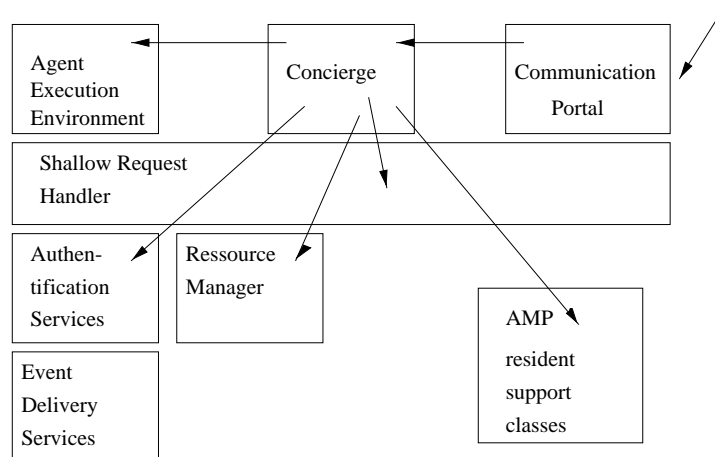 Agent
Execution
Environment
Concierge
Communication
Portal
Shallow Request
Handler
Authen-
tification
Services
Ressource
Manager
AMP
resident
support
classes
Event
Delivery
Services